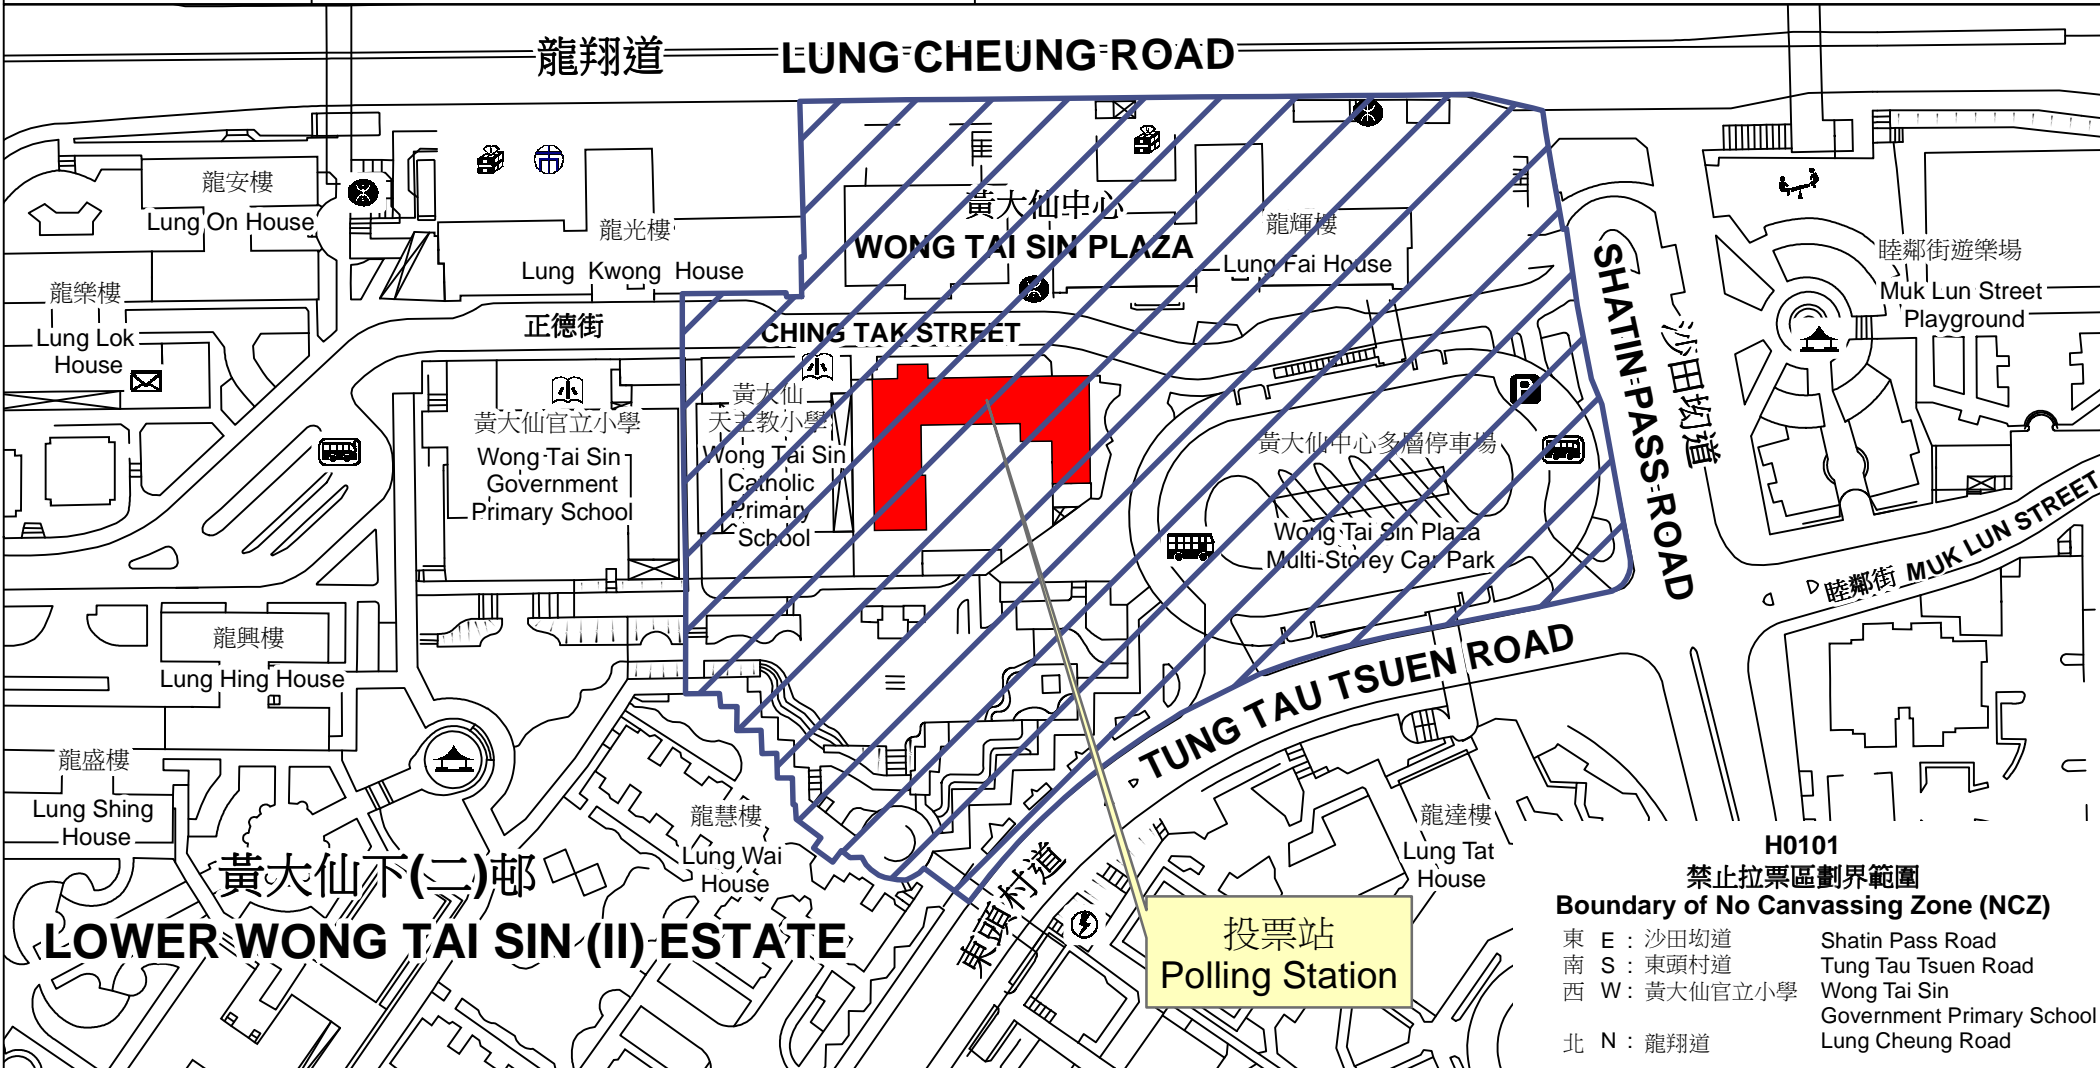 龍翔道 LUNG CHEUNG ROAD
龍安樓
Lung On House
龍光樓
Lung Kwong House
黃大仙中心
WONG TAI SIN PLAZA
龍輝樓
Lung Fai House
SHATIN PASS ROAD
沙田坳道
睦鄰街遊樂場
Muk Lun Street
Playground
龍樂樓
Lung Lok
House
正德街
CHING TAK STREET
小
黃大仙官立小學
Wong Tai Sin
Government
Primary School
小
黃大仙
天主教小學
Wong Tai Sin
Catholic
Primary
School
P
黃大仙中心多層停車場
Wong Tai Sin Plaza
Multi-Storey Car Park
睦鄰街 MUK LUN STREET
龍興樓
Lung Hing House
TUNG TAU TSUEN ROAD
東頭村道
龍盛樓
Lung Shing
House
龍慧樓
Lung Wai
House
龍達樓
Lung Tat
House
黃大仙下(二)邨
LOWER WONG TAI SIN (II) ESTATE
投票站
Polling Station
H0101
禁止拉票區劃界範圍
Boundary of No Canvassing Zone (NCZ)
東 E : 沙田坳道 Shatin Pass Road
南 S : 東頭村道 Tung Tau Tsuen Road
西 W : 黃大仙官立小學 Wong Tai Sin
Government Primary School
北 N : 龍翔道 Lung Cheung Road
市